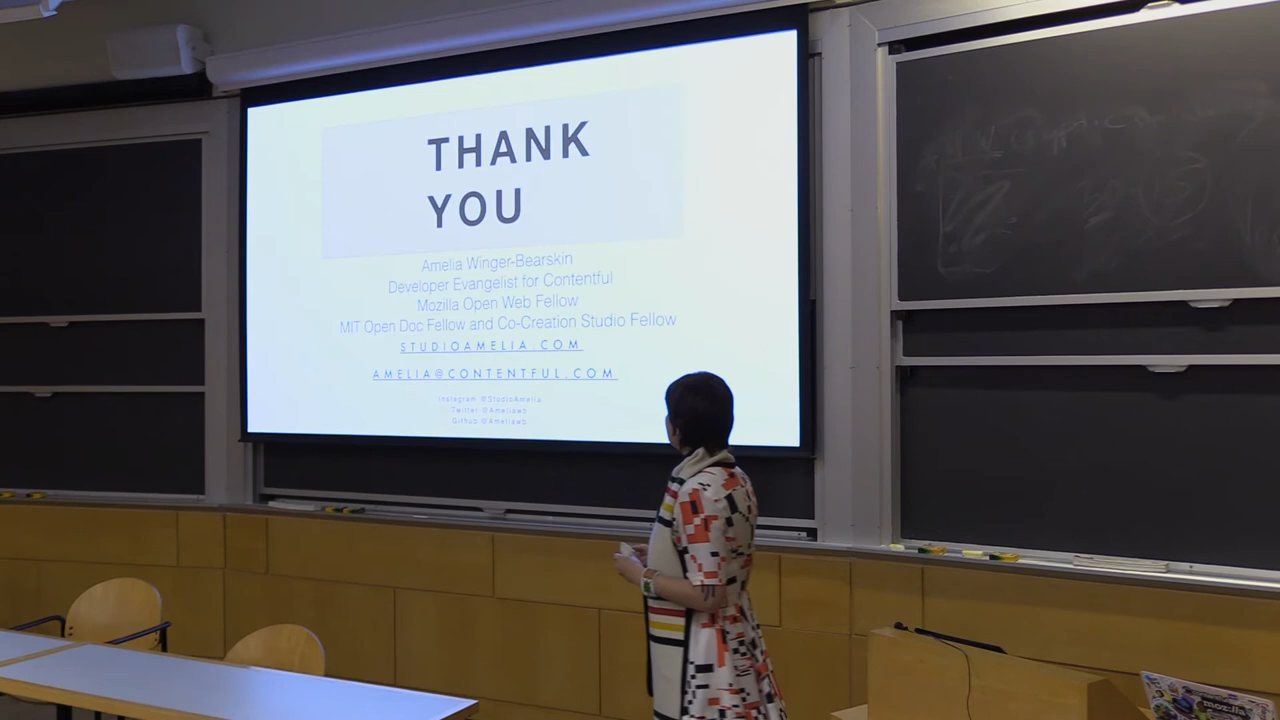 THANK
YOU
Amelia Winger-Bearskin
Developer Evangelist for Contentful
Mozilla Open Web Fellow
MIT Open Doc Fellow and Co-Creation Studio Fellow
STUDIOAMELIA.COM
AMELIA@CONTENTFUL.COM
Instagram @StudioAmelia
Twitter @Ameliawb
Github @Ameliawb
moz://a